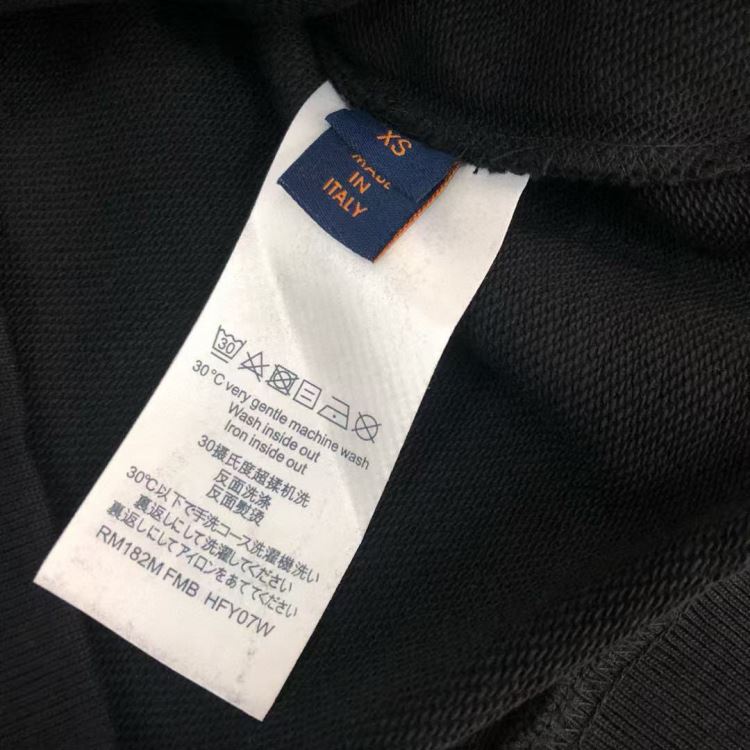 XS
MADE
IN
ITALY
30
30°C very gentle machine wash
Wash inside out
Iron inside out
30摄氏度超揉机洗
反面洗涤
反面熨烫
30℃以下で手洗コース洗濯機洗い
裏返しにして洗濯してください
裏返しにしてアイロンをあててください
RM182M FMB HFY07W